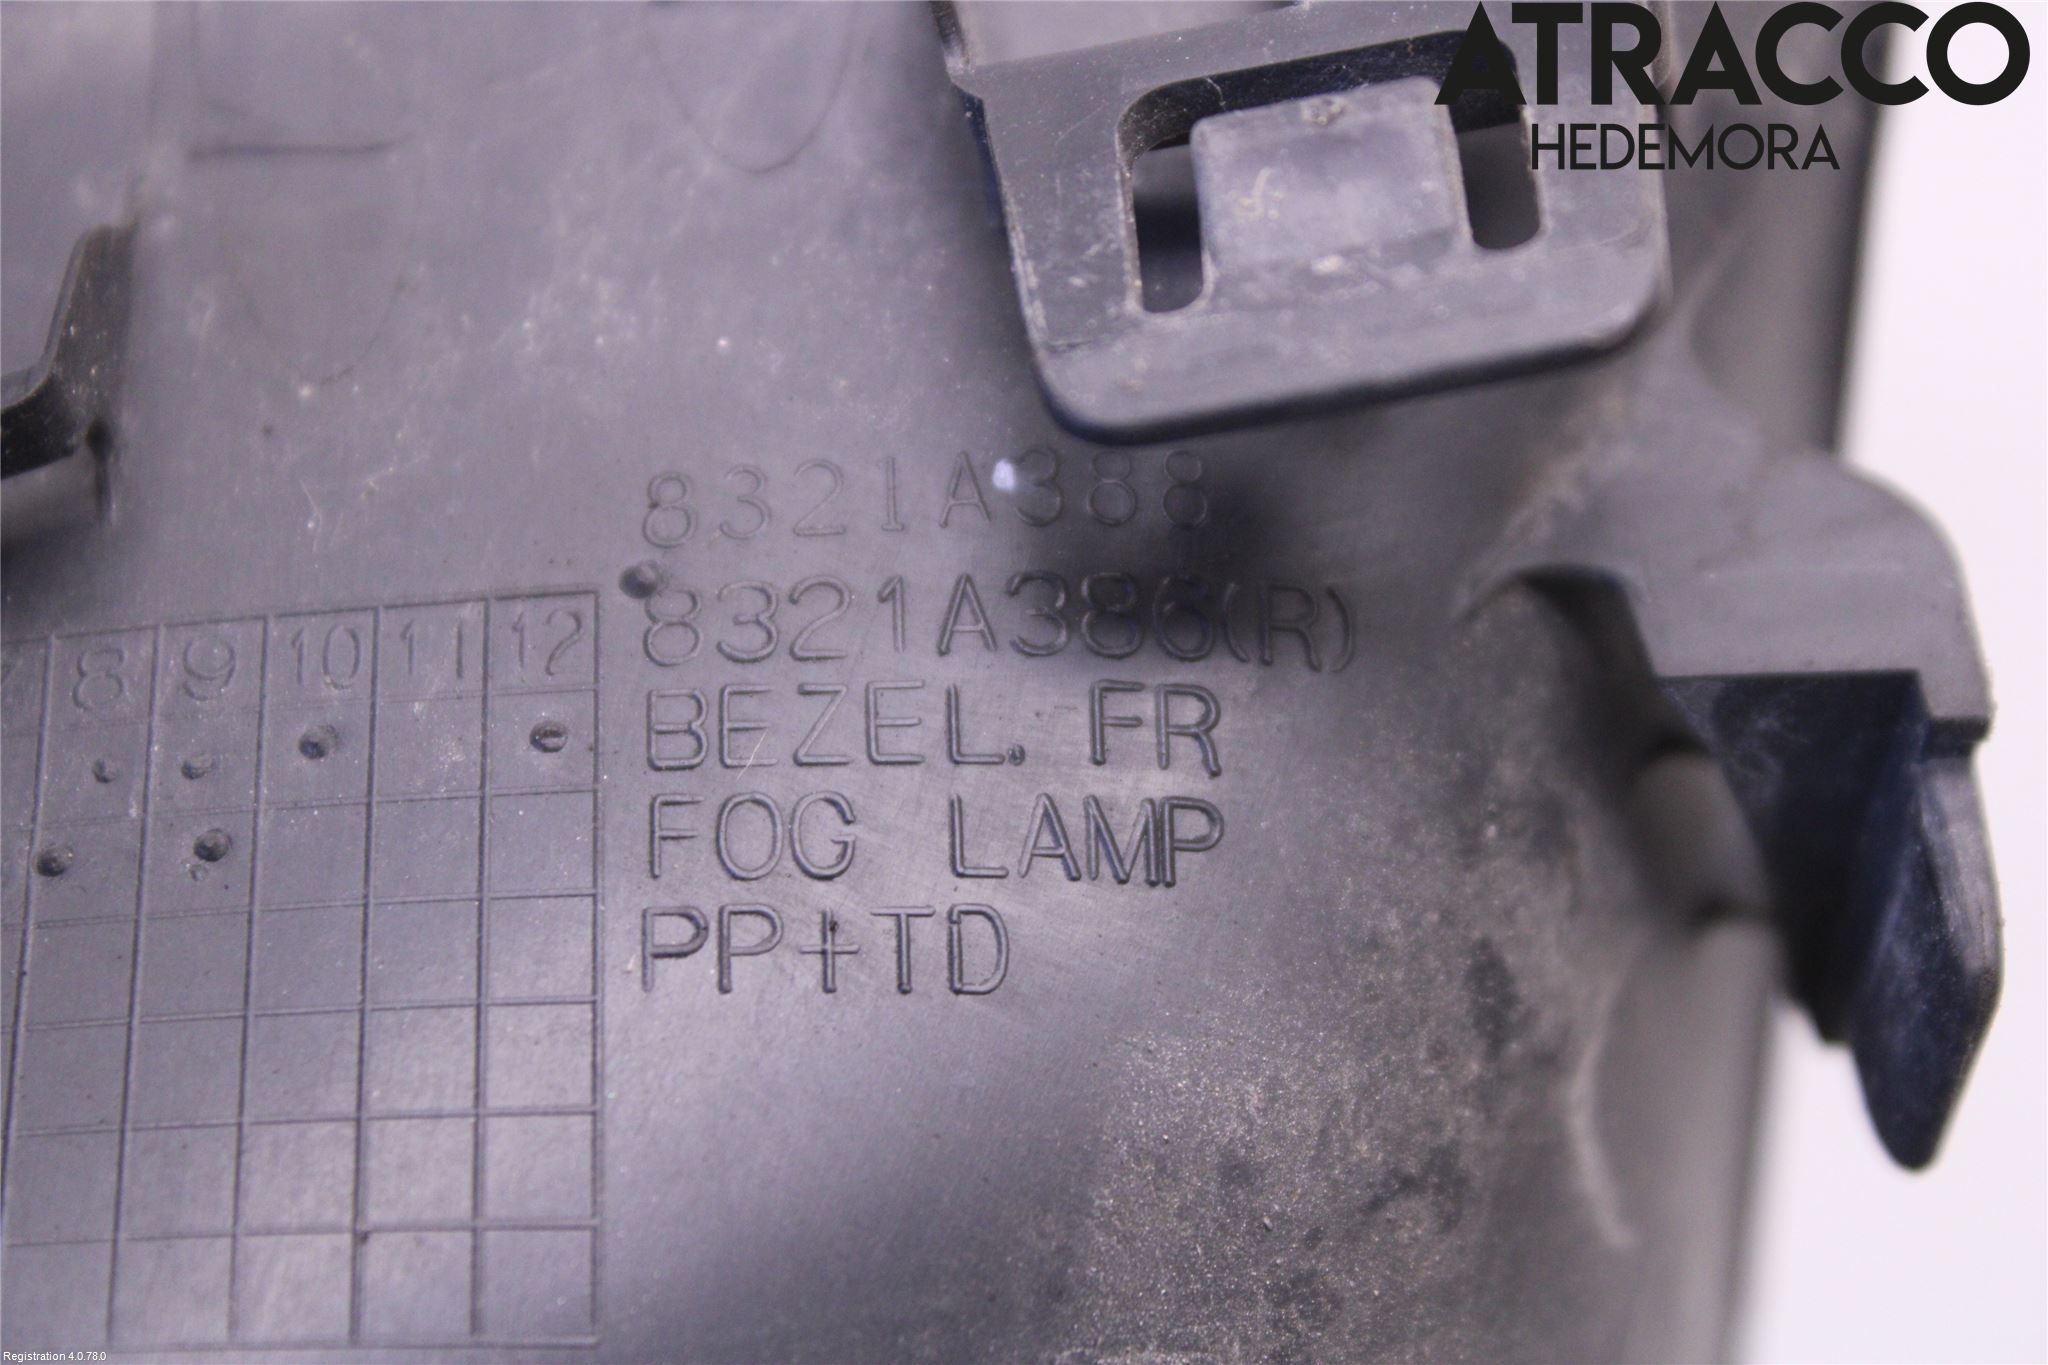 ATRACCO
HEDEMORA
8321A388
8321A386(R)
BEZEL. FR
FOG LAMP
PP+TD
8 9 10 11 12
Registration 4.0.78.0